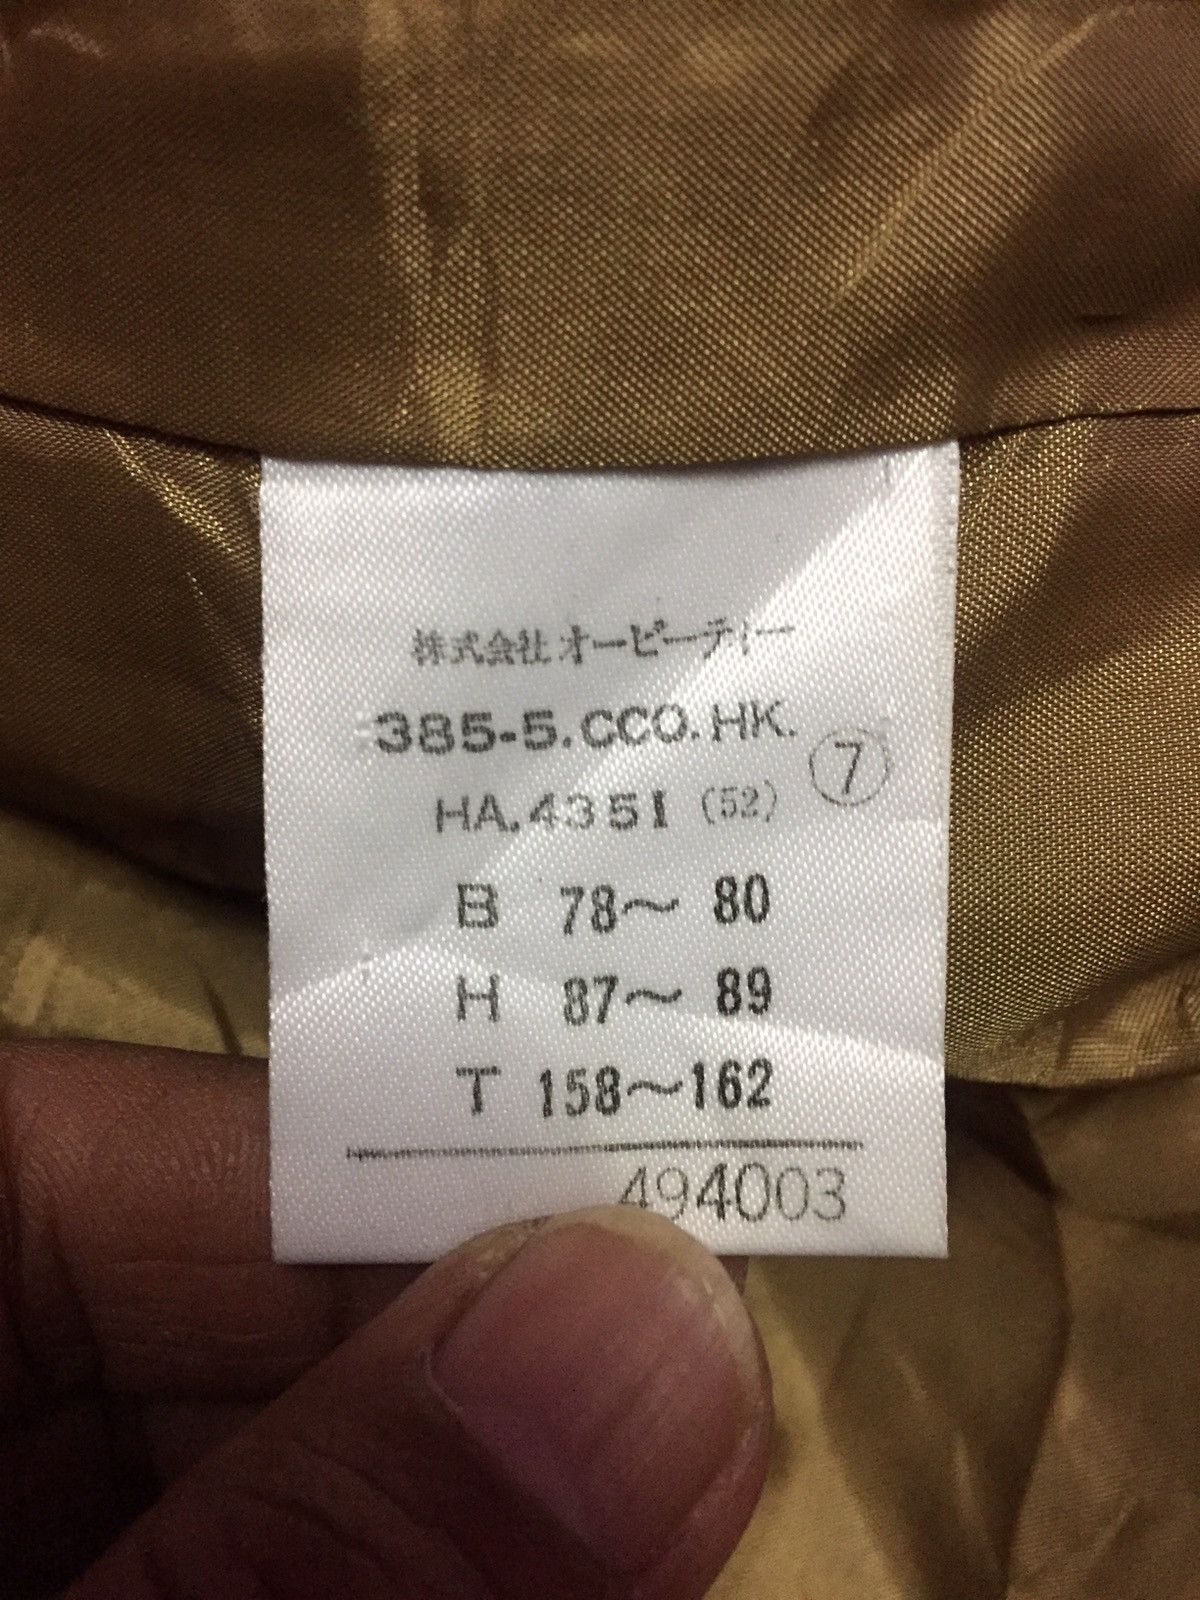 株式会社オーピーティー
385-5.CCO.HK.
⑦
HA.4351 (52)
B 78～80
H 87～89
T 158～162
494003